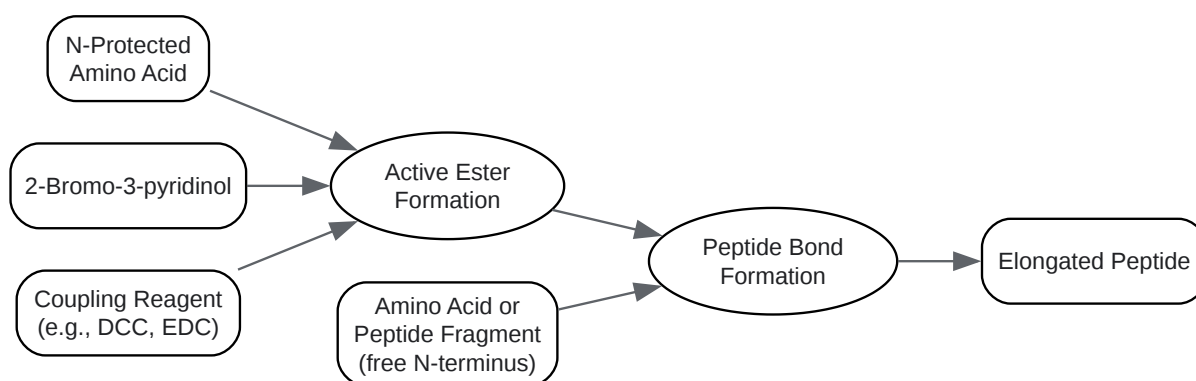 N-Protected
Amino Acid
2-Bromo-3-pyridinol
Coupling Reagent
(e.g., DCC, EDC)
Active Ester
Formation
Amino Acid or
Peptide Fragment
(free N-terminus)
Peptide Bond
Formation
Elongated Peptide